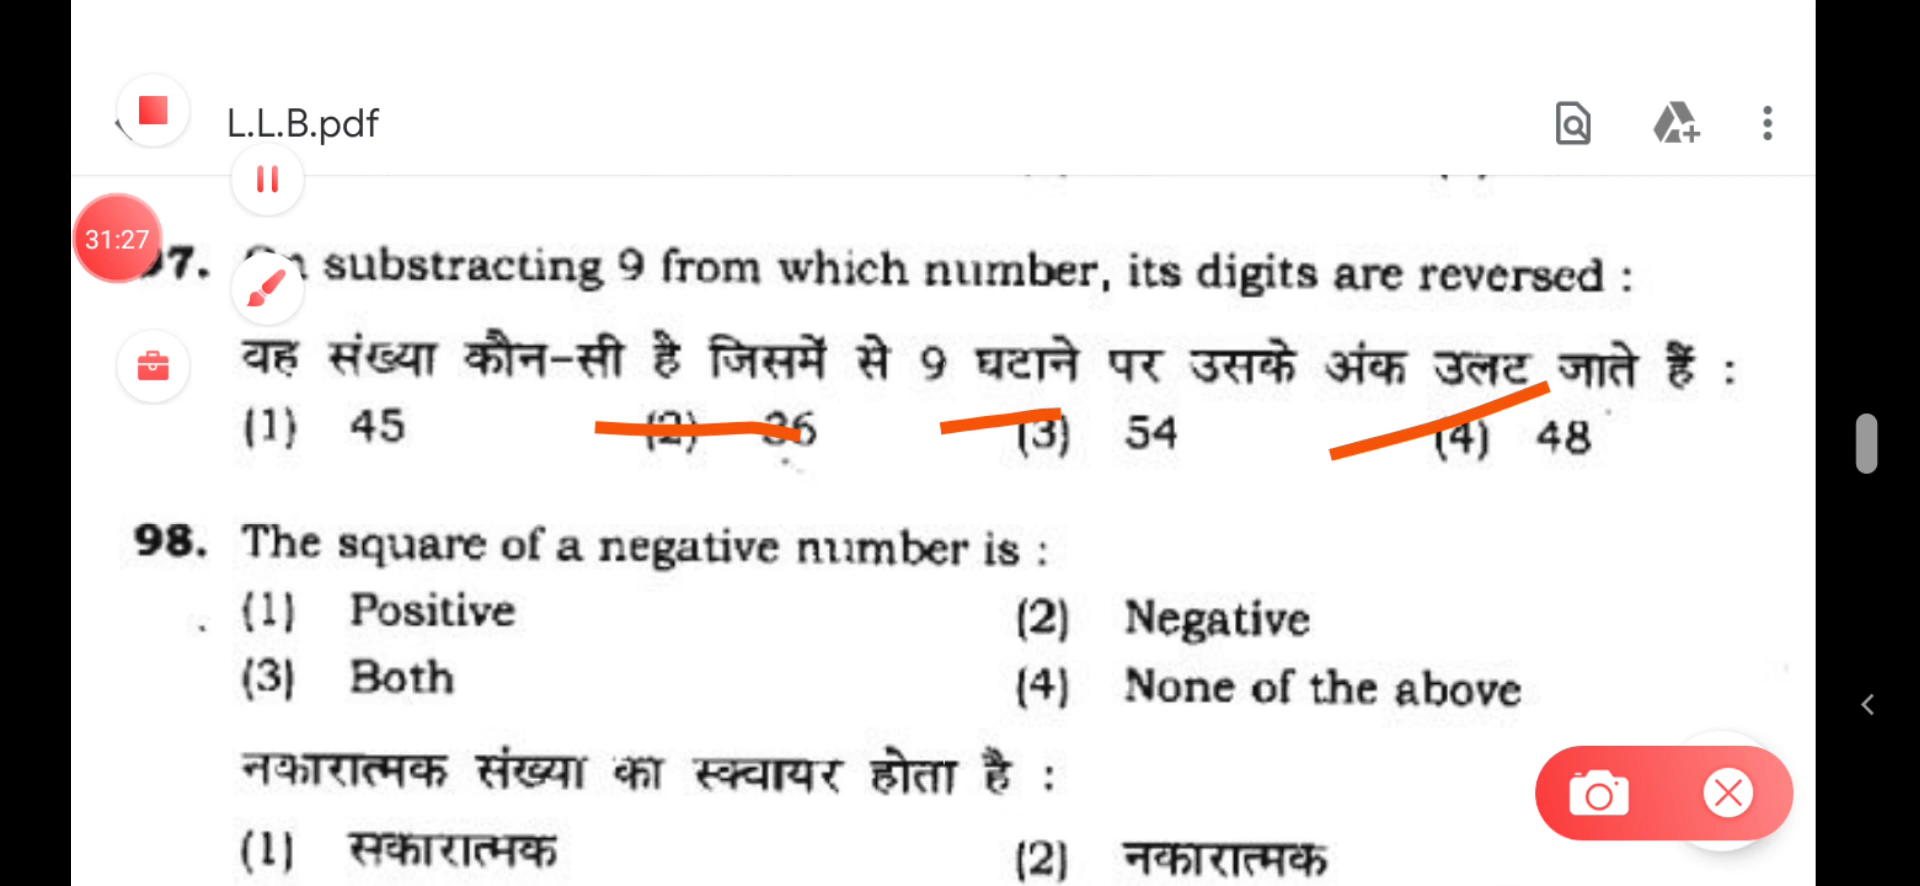 L.L.B.pdf
31:27
7. substracting 9 from which number, its digits are reversed :
वह संख्या कौन-सी है जिसमें से 9 घटाने पर उसके अंक उलट जाते हैं :
(1) 45 (2) 36 (3) 54 (4) 48
98. The square of a negative number is :
(1) Positive (2) Negative
(3) Both (4) None of the above
नकारात्मक संख्या का स्क्वायर होता है :
(1) सकारात्मक (2) नकारात्मक